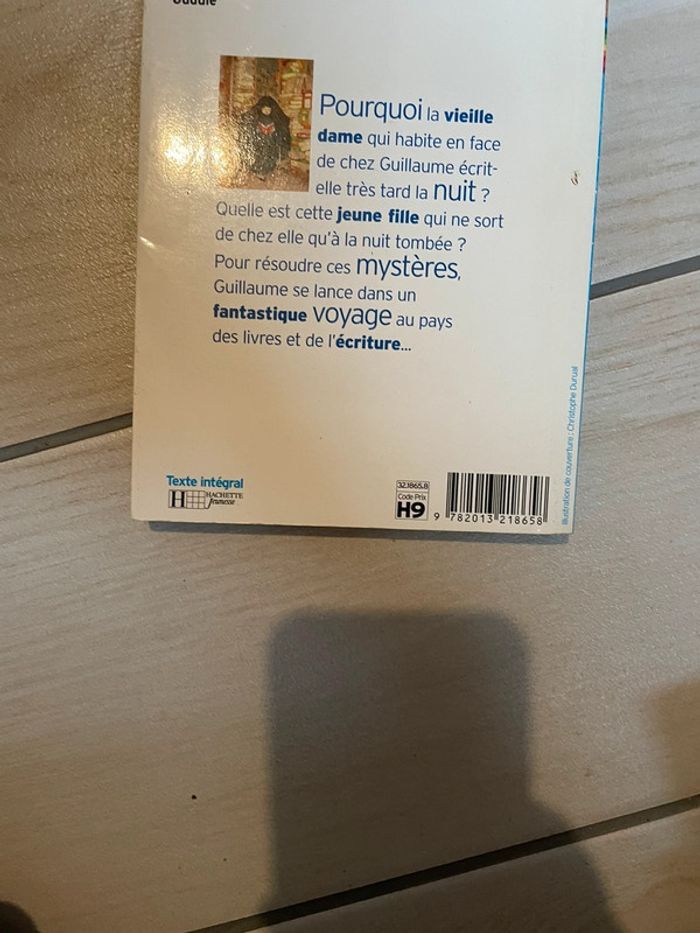 Gudule
Pourquoi la vieille
dame qui habite en face
de chez Guillaume écrit-
elle très tard la nuit ?
Quelle est cette jeune fille qui ne sort
de chez elle qu'à la nuit tombée ?
Pour résoudre ces mystères,
Guillaume se lance dans un
fantastique voyage au pays
des livres et de l'écriture...
Texte intégral
H HACHETTE
Jeunesse
32.1865.8
Code Prix
H9
9 782013 218658
Illustration de couverture : Christophe Durual